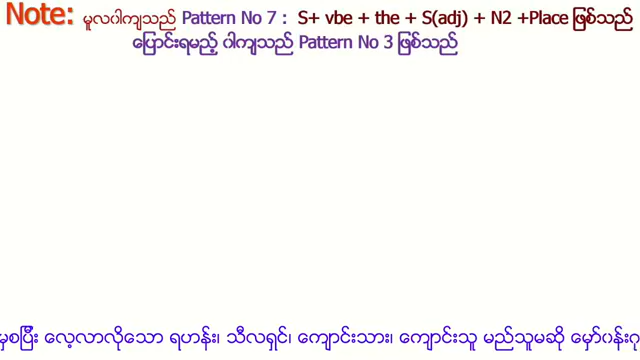 Note: မူလဝါကျသည် Pattern No 7 : S+ vbe + the + S(adj) + N2 +Place ဖြစ်သည်
ပြောင်းရမည့် ဝါကျသည် Pattern No 3 ဖြစ်သည်
မှစပြီး လေ့လာလိုသော ရဟန်း၊ သီလရှင်၊ ကျောင်းသား၊ ကျောင်းသူ မည်သူမဆို မှော်ဝန်းဂု